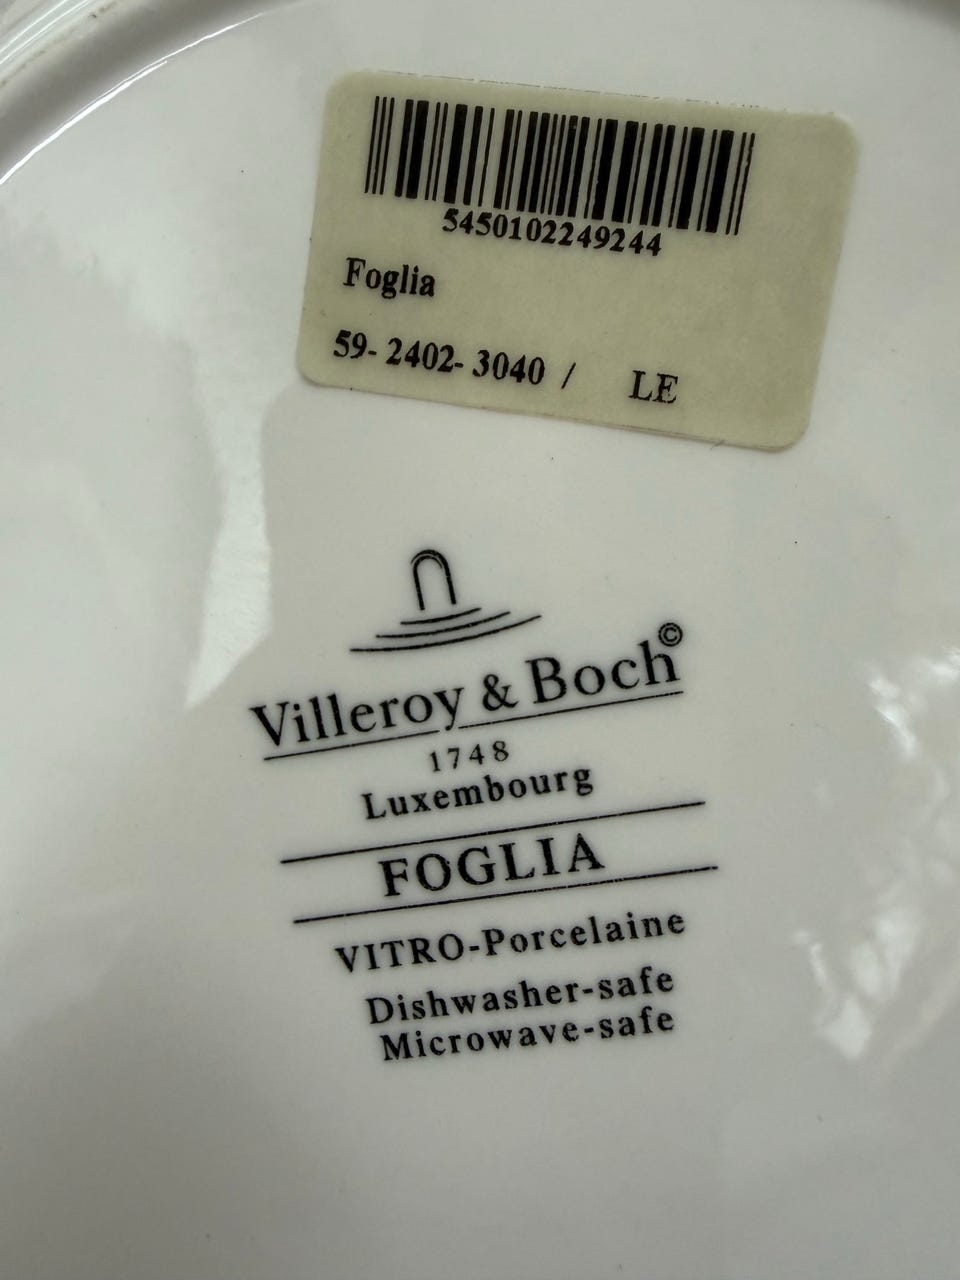 5450102249244
Foglia
59- 2402- 3040 / LE
Villeroy & Boch©
1748
Luxembourg
FOGLIA
VITRO-Porcelaine
Dishwasher-safe
Microwave-safe